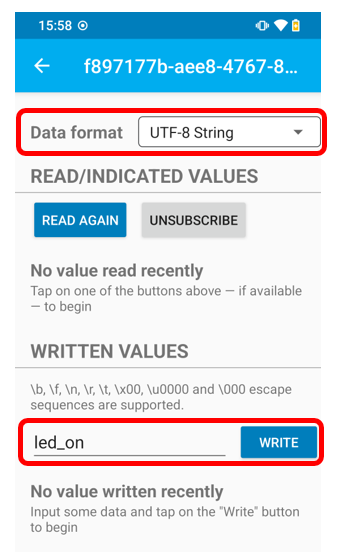 15:58
f897177b-aee8-4767-8...
Data format UTF-8 String
READ/INDICATED VALUES
READ AGAIN UNSUBSCRIBE
No value read recently
Tap on one of the buttons above — if available
— to begin
WRITTEN VALUES
\b, \f, \n, \r, \t, \x00, \u0000 and \000 escape
sequences are supported.
led_on WRITE
No value written recently
Input some data and tap on the "Write" button
to begin